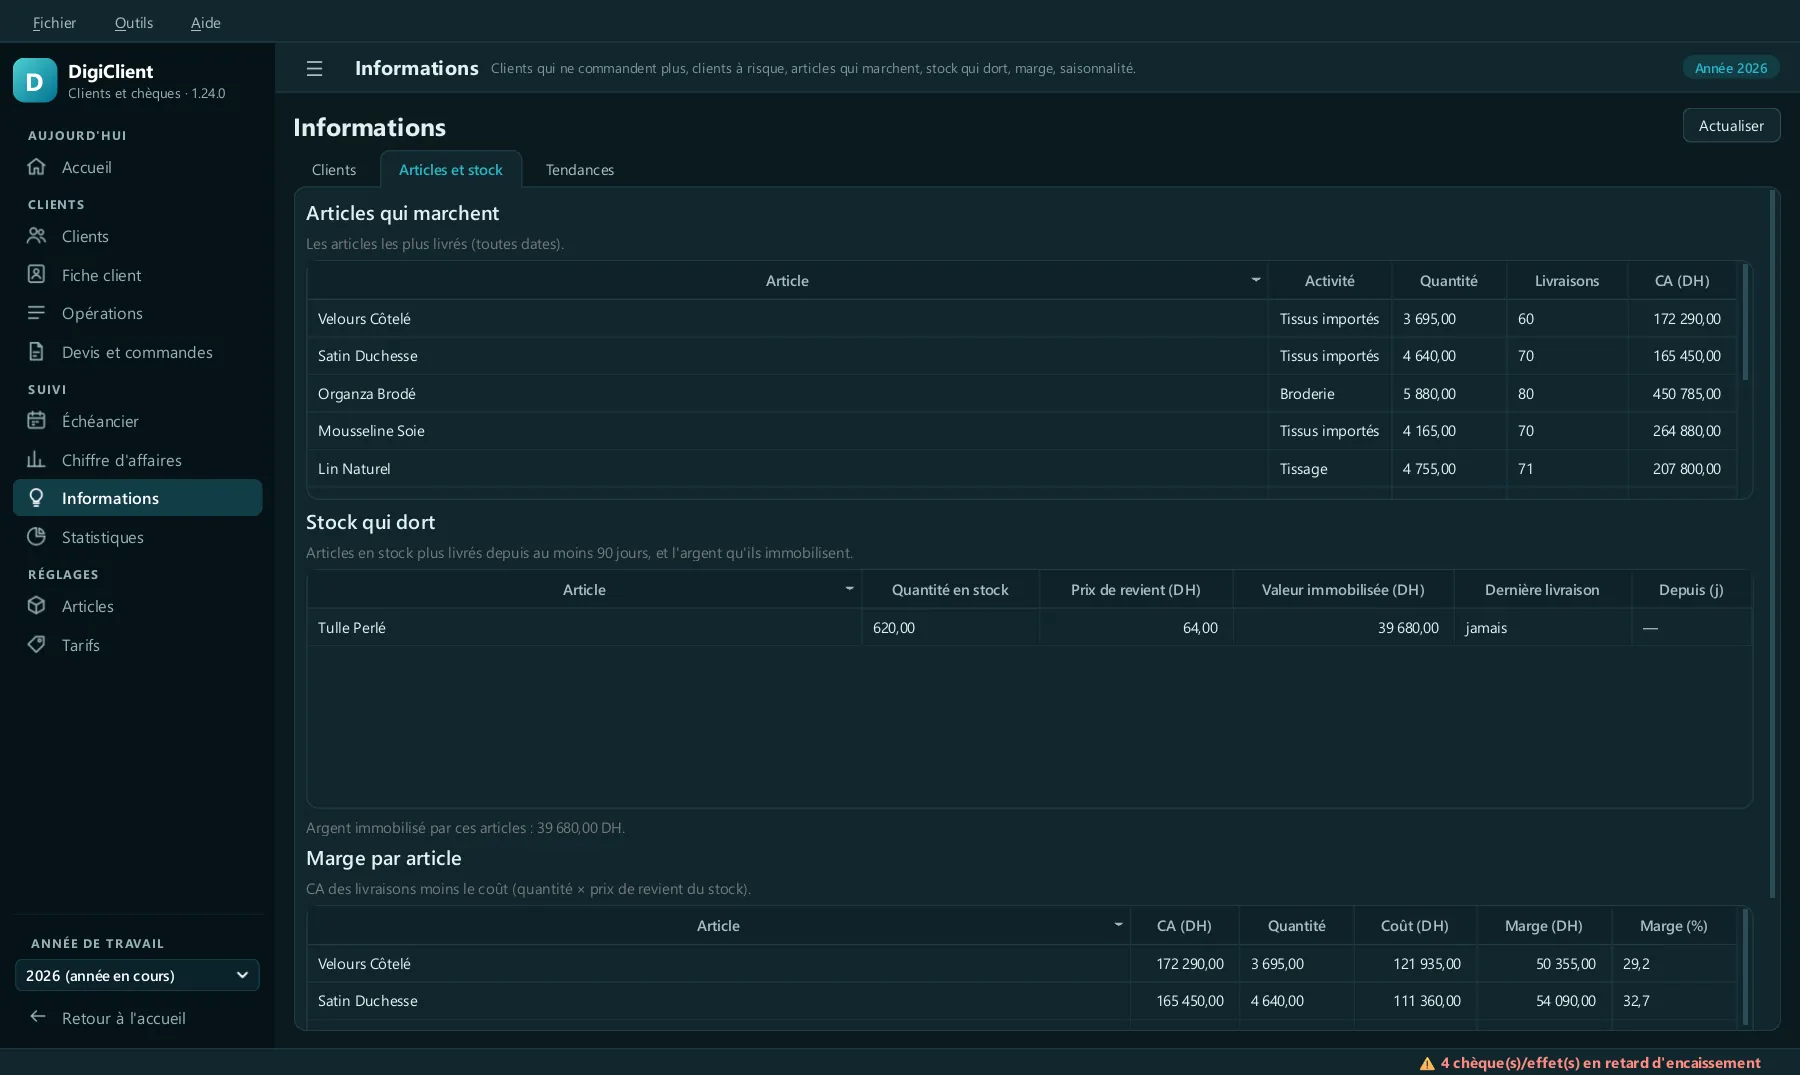 Fichier Outils Aide
D DigiClient
Clients et chèques · 1.24.0
AUJOURD'HUI
Accueil
CLIENTS
Clients
Fiche client
Opérations
Devis et commandes
SUIVI
Échéancier
Chiffre d'affaires
Informations
Statistiques
RÉGLAGES
Articles
Tarifs
ANNÉE DE TRAVAIL
2026 (année en cours)
Retour à l'accueil
Informations Clients qui ne commandent plus, clients à risque, articles qui marchent, stock qui dort, marge, saisonnalité. Année 2026
Informations Actualiser
Clients Articles et stock Tendances
Articles qui marchent
Les articles les plus livrés (toutes dates).
Article Activité Quantité Livraisons CA (DH)
Velours Côtelé Tissus importés 3 695,00 60 172 290,00
Satin Duchesse Tissus importés 4 640,00 70 165 450,00
Organza Brodé Broderie 5 880,00 80 450 785,00
Mousseline Soie Tissus importés 4 165,00 70 264 880,00
Lin Naturel Tissage 4 755,00 71 207 800,00
Stock qui dort
Articles en stock plus livrés depuis au moins 90 jours, et l'argent qu'ils immobilisent.
Article Quantité en stock Prix de revient (DH) Valeur immobilisée (DH) Dernière livraison Depuis (j)
Tulle Perlé 620,00 64,00 39 680,00 jamais —
Argent immobilisé par ces articles : 39 680,00 DH.
Marge par article
CA des livraisons moins le coût (quantité × prix de revient du stock).
Article CA (DH) Quantité Coût (DH) Marge (DH) Marge (%)
Velours Côtelé 172 290,00 3 695,00 121 935,00 50 355,00 29,2
Satin Duchesse 165 450,00 4 640,00 111 360,00 54 090,00 32,7
4 chèque(s)/effet(s) en retard d'encaissement